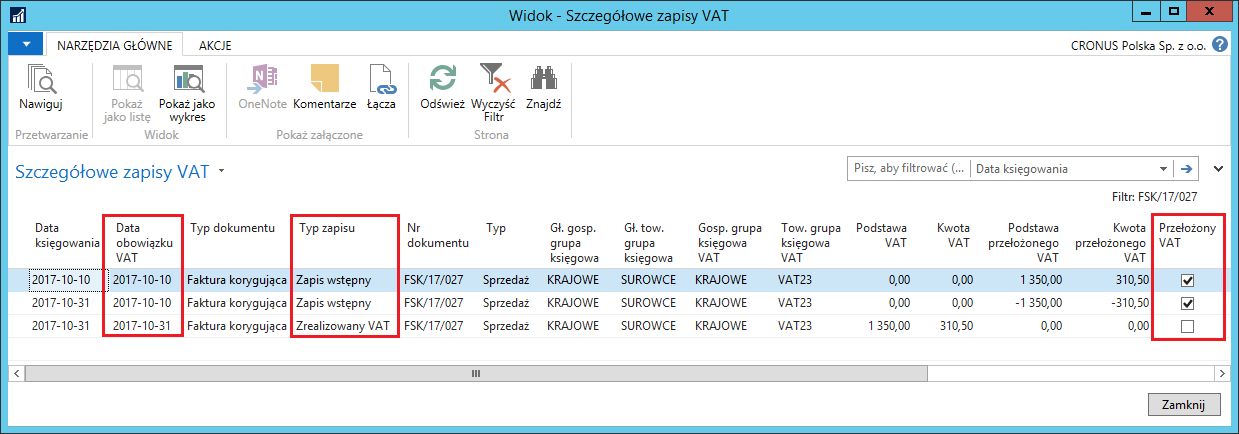 Widok - Szczegółowe zapisy VAT
NARZĘDZIA GŁÓWNE AKCJE CRONUS Polska Sp. z o.o.
Nawiguj Pokaż jako listę Pokaż jako wykres OneNote Komentarze Łącza Odśwież Wyczyść Filtr Znajdź
Przetwarzanie Widok Pokaż załączone Strona
Szczegółowe zapisy VAT Pisz, aby filtrować (... Data księgowania
Filtr: FSK/17/027
Data księgowania Data obowiązku VAT Typ dokumentu Typ zapisu Nr dokumentu Typ Gł. gosp. grupa księgowa Gł. tow. grupa księgowa Gosp. grupa księgowa VAT Tow. grupa księgowa VAT Podstawa VAT Kwota VAT Podstawa przełożonego VAT Kwota przełożonego VAT Przełożony VAT
2017-10-10 2017-10-10 Faktura korygująca Zapis wstępny FSK/17/027 Sprzedaż KRAJOWE SUROWCE KRAJOWE VAT23 0,00 0,00 1 350,00 310,50
2017-10-31 2017-10-10 Faktura korygująca Zapis wstępny FSK/17/027 Sprzedaż KRAJOWE SUROWCE KRAJOWE VAT23 0,00 0,00 -1 350,00 -310,50
2017-10-31 2017-10-31 Faktura korygująca Zrealizowany VAT FSK/17/027 Sprzedaż KRAJOWE SUROWCE KRAJOWE VAT23 1 350,00 310,50 0,00 0,00
Zamknij